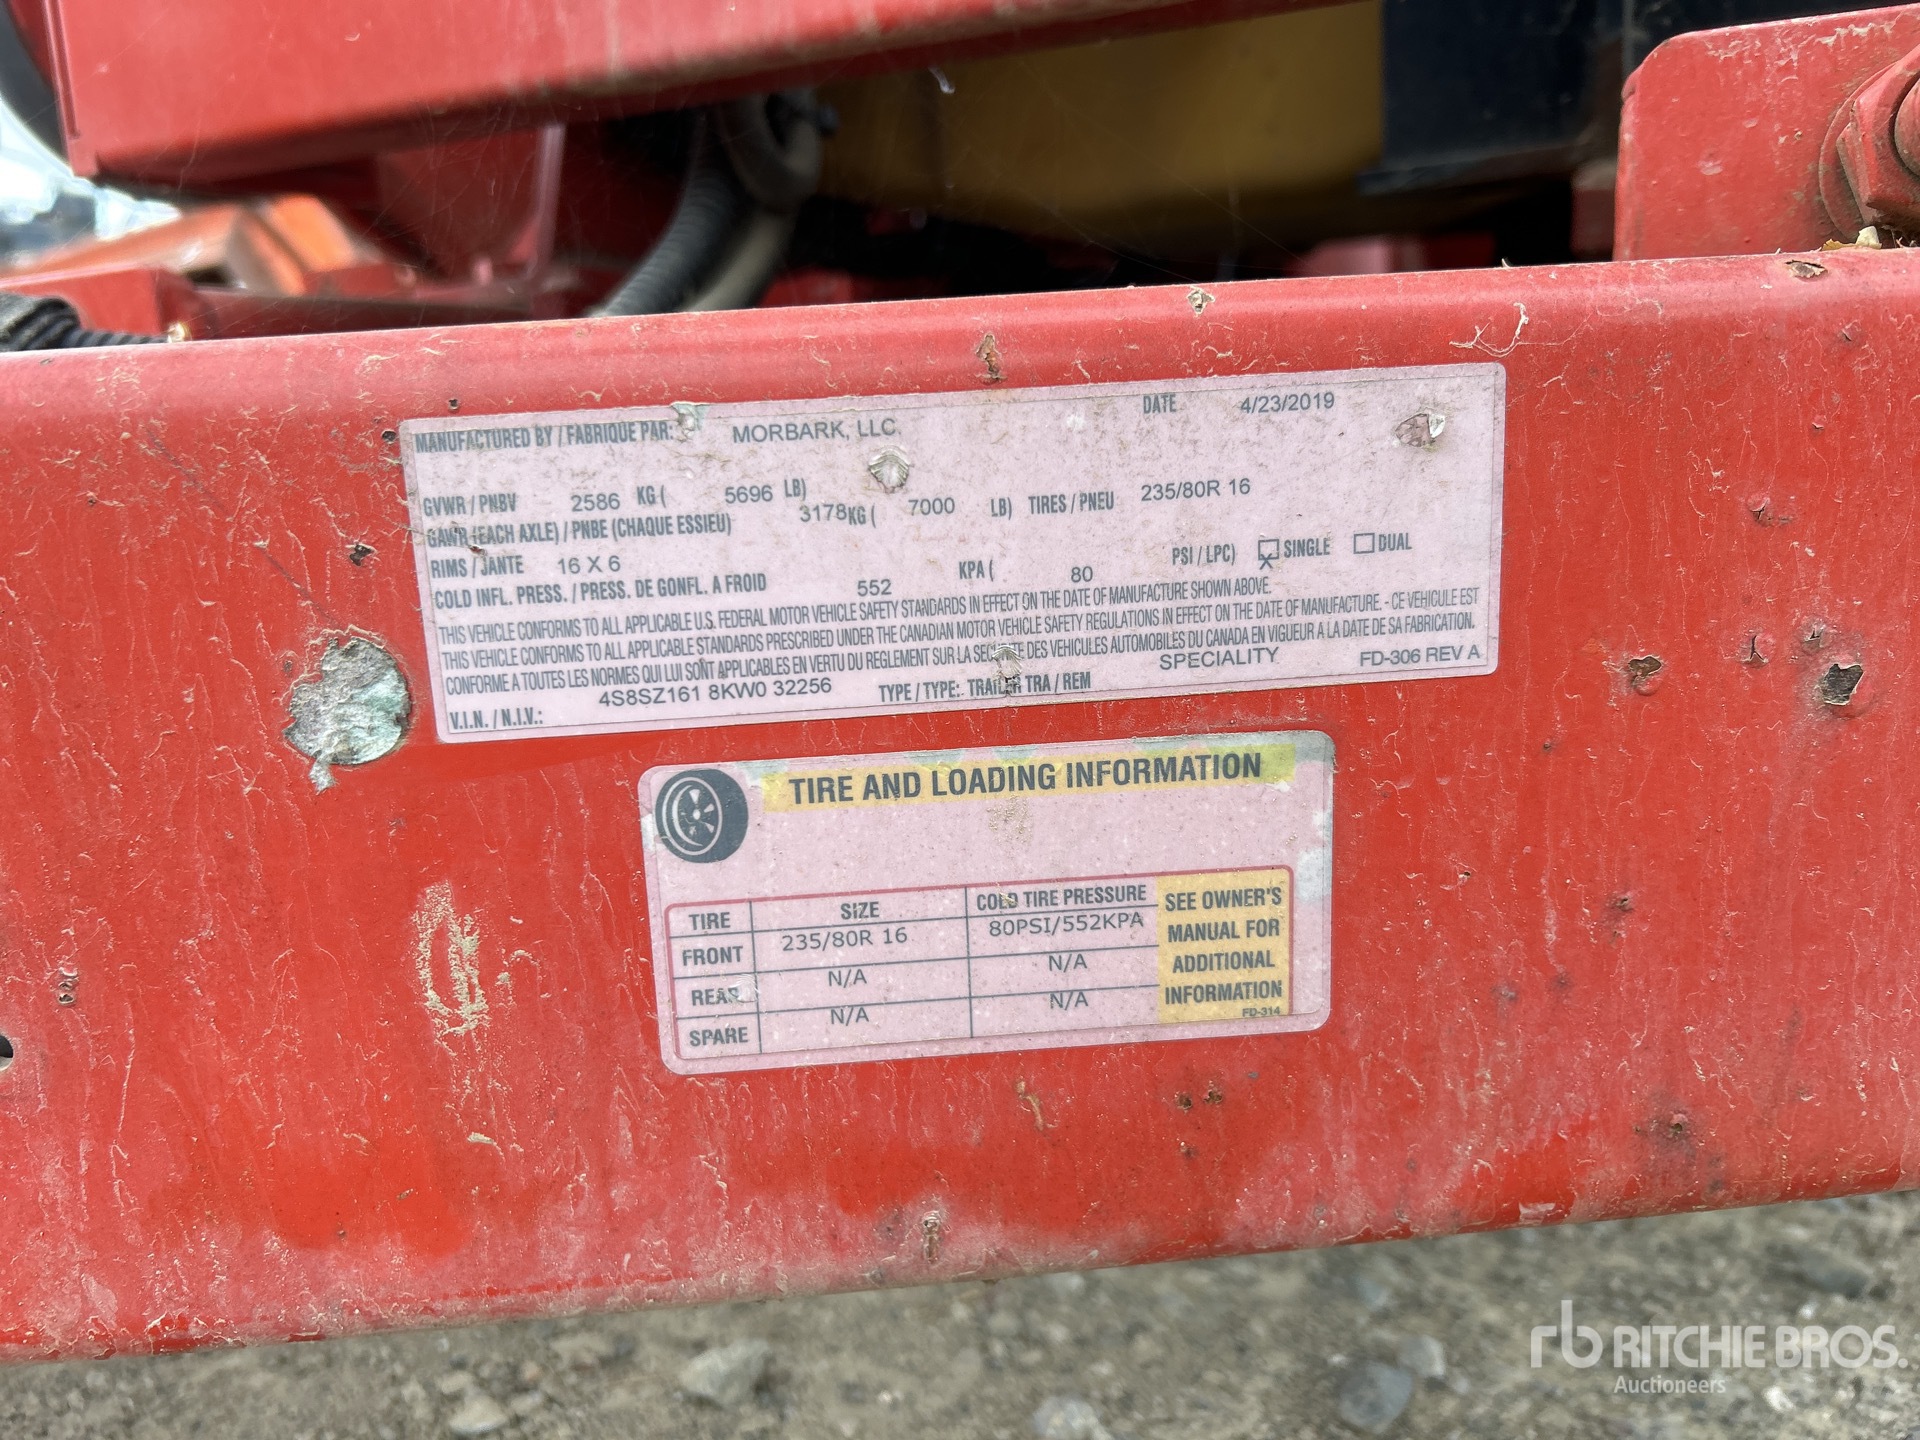 MANUFACTURED BY / FABRIQUE PAR: MORBARK, LLC. DATE 4/23/2019
GVWR / PNBV 2586 KG ( 5696 LB)
GAWR (EACH AXLE) / PNBE (CHAQUE ESSIEU) 3178KG ( 7000 LB) TIRES / PNEU 235/80R 16
RIMS / JANTE 16 X 6
COLD INFL. PRESS. / PRESS. DE GONFL. A FROID 552 KPA ( 80 PSI / LPC) X SINGLE DUAL
THIS VEHICLE CONFORMS TO ALL APPLICABLE U.S. FEDERAL MOTOR VEHICLE SAFETY STANDARDS IN EFFECT ON THE DATE OF MANUFACTURE SHOWN ABOVE.
THIS VEHICLE CONFORMS TO ALL APPLICABLE STANDARDS PRESCRIBED UNDER THE CANADIAN MOTOR VEHICLE SAFETY REGULATIONS IN EFFECT ON THE DATE OF MANUFACTURE. - CE VEHICULE EST
CONFORME A TOUTES LES NORMES QUI LUI SONT APPLICABLES EN VERTU DU REGLEMENT SUR LA SECURITE DES VEHICULES AUTOMOBILES DU CANADA EN VIGUEUR A LA DATE DE SA FABRICATION.
V.I.N. / N.I.V.: 4S8SZ161 8KW0 32256 TYPE / TYPE: TRAILER TRA / REM SPECIALITY FD-306 REV A
TIRE AND LOADING INFORMATION
TIRE SIZE COLD TIRE PRESSURE
FRONT 235/80R 16 80PSI/552KPA
REAR N/A N/A
SPARE N/A N/A
SEE OWNER'S
MANUAL FOR
ADDITIONAL
INFORMATION
FD-314
rb RITCHIE BROS.
Auctioneers